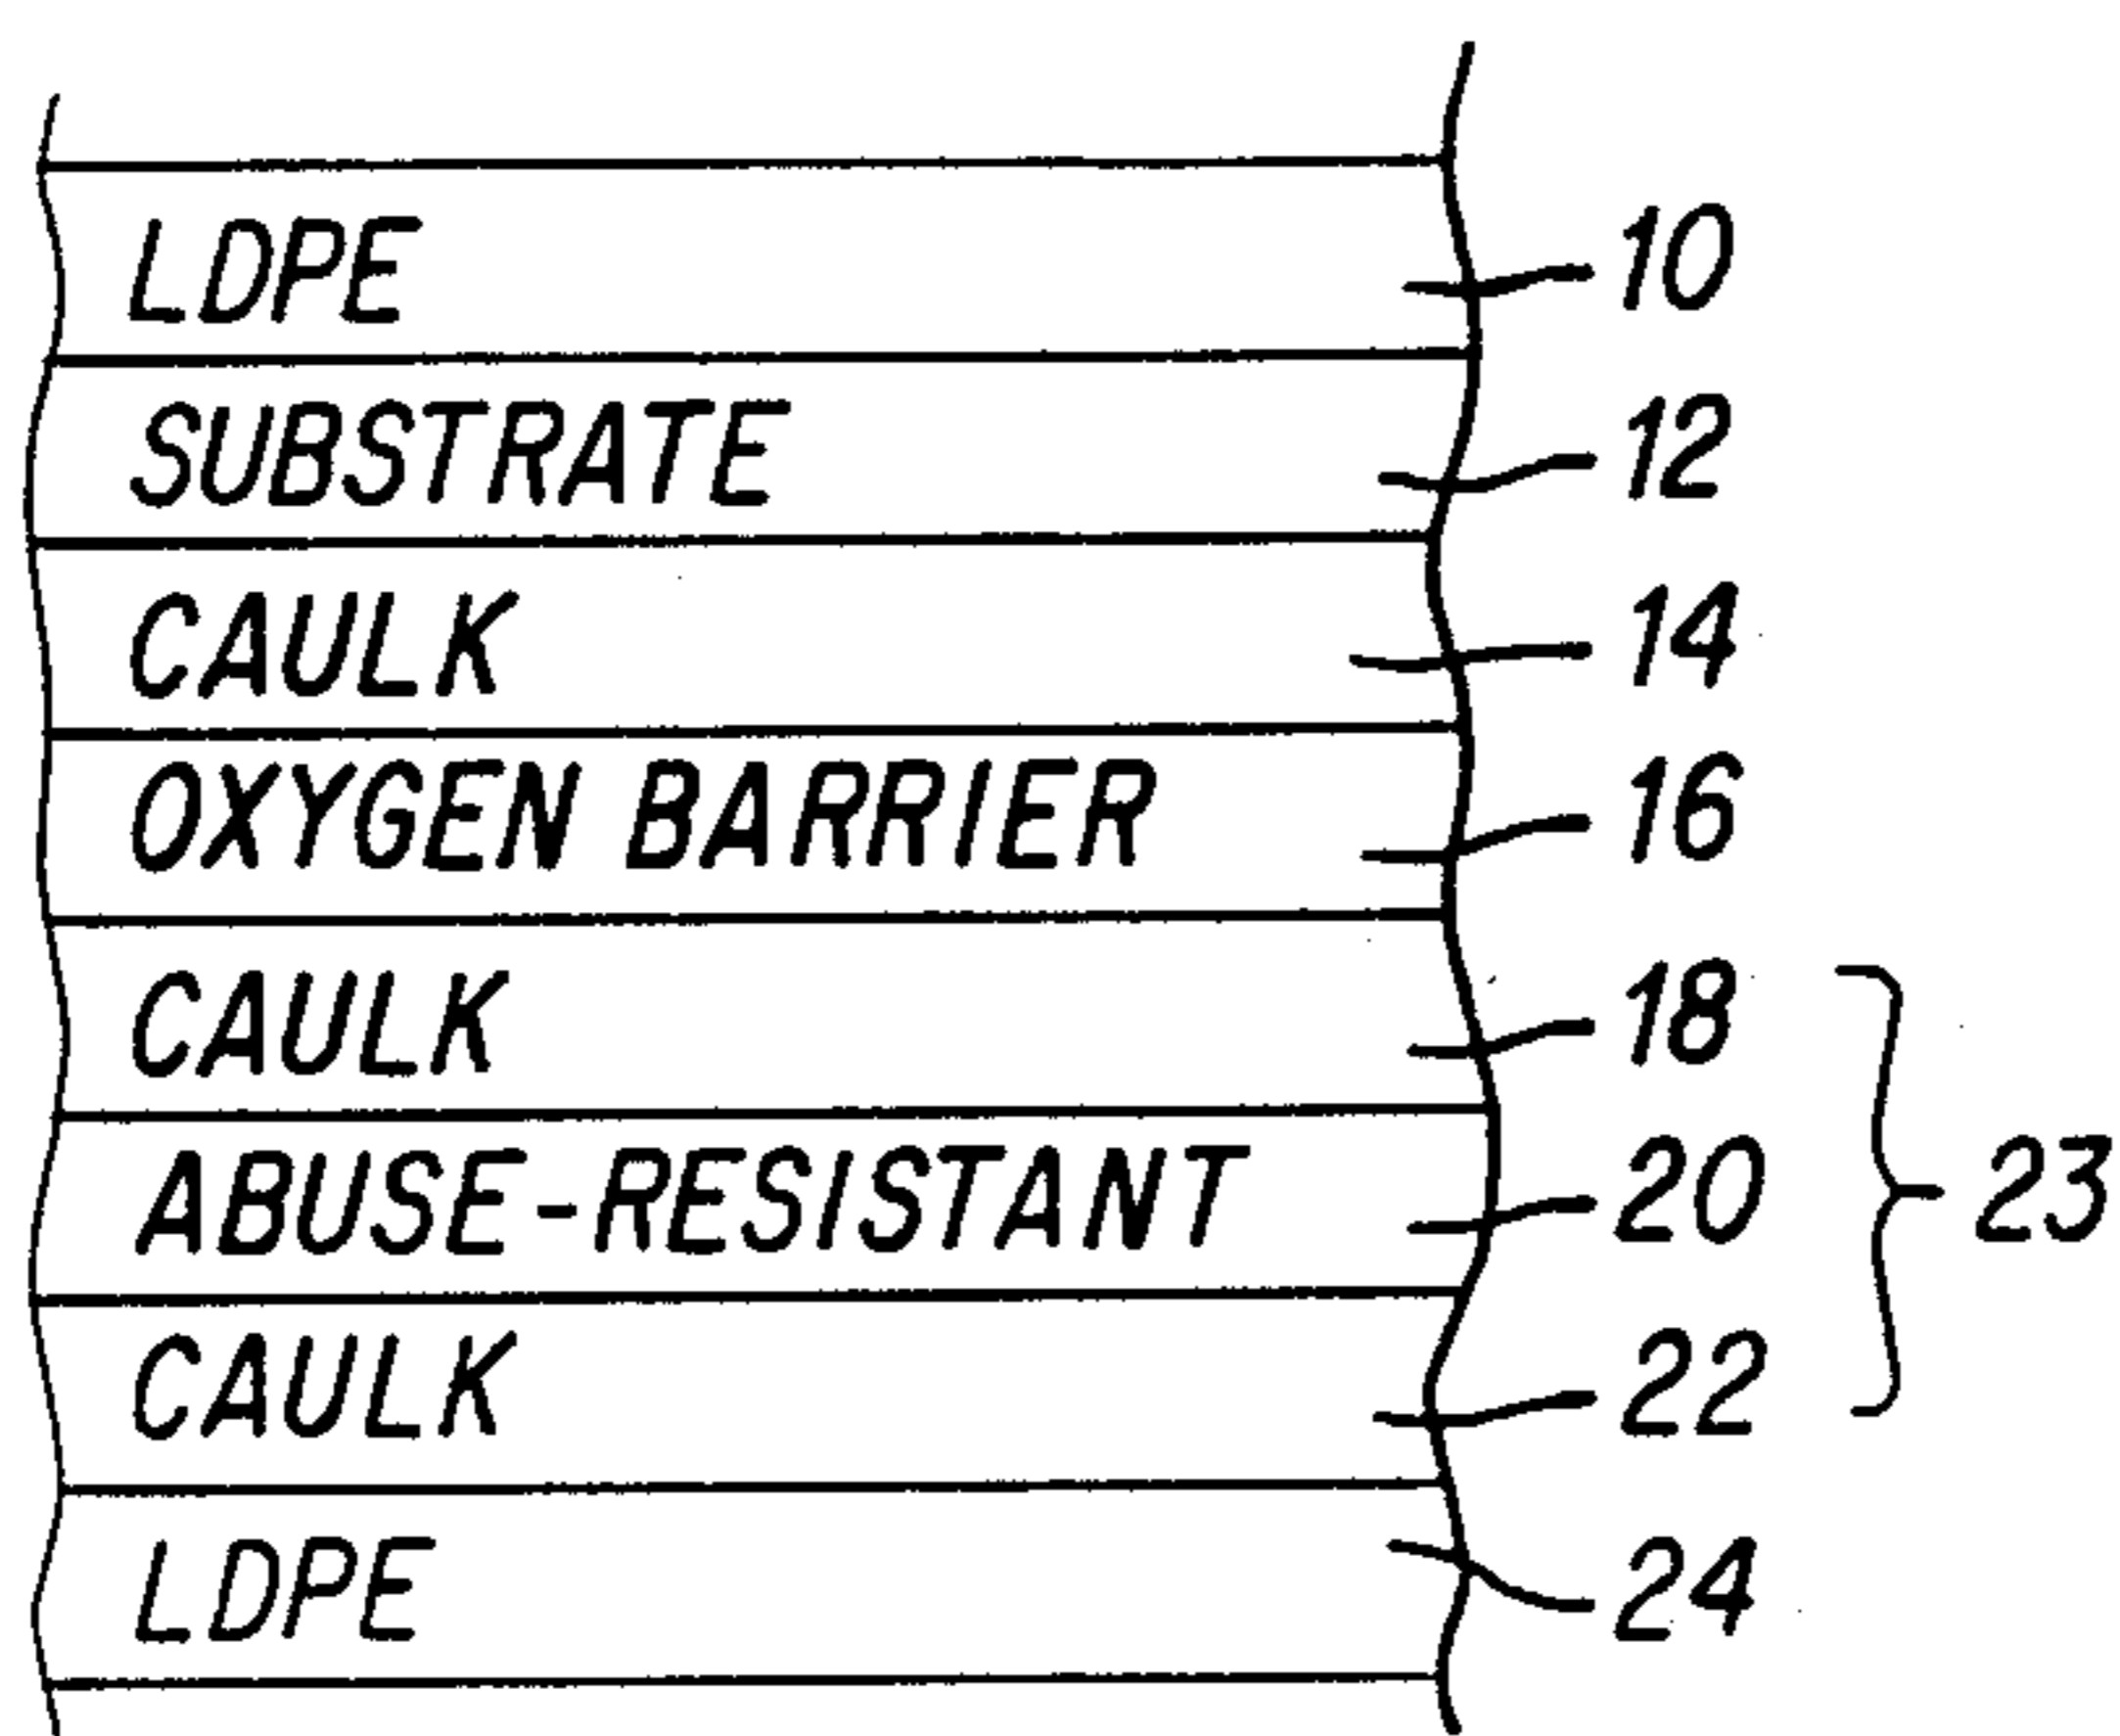 LDPE 10
SUBSTRATE 12
CAULK 14
OXYGEN BARRIER 16
CAULK 18
ABUSE-RESISTANT 20 23
CAULK 22
LDPE 24